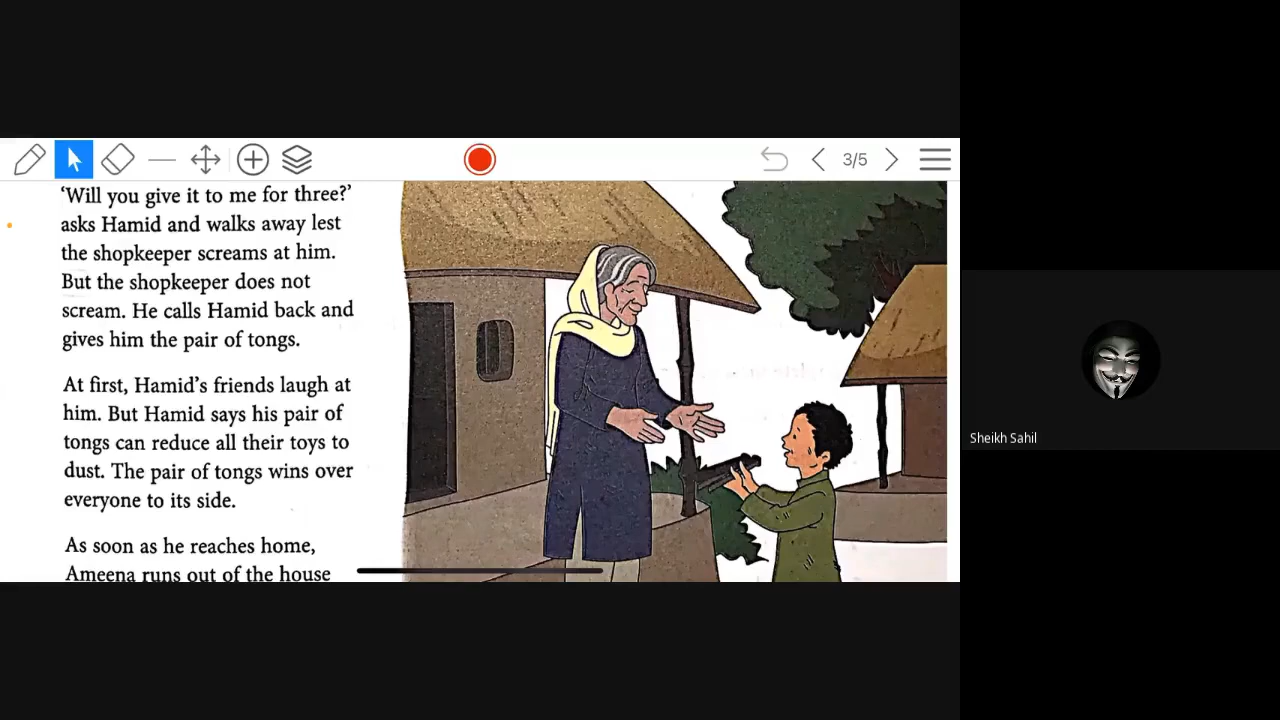 3/5
‘Will you give it to me for three?’
asks Hamid and walks away lest
the shopkeeper screams at him.
But the shopkeeper does not
scream. He calls Hamid back and
gives him the pair of tongs.
At first, Hamid’s friends laugh at
him. But Hamid says his pair of
tongs can reduce all their toys to
dust. The pair of tongs wins over
everyone to its side.
As soon as he reaches home,
Ameena runs out of the house
Sheikh Sahil